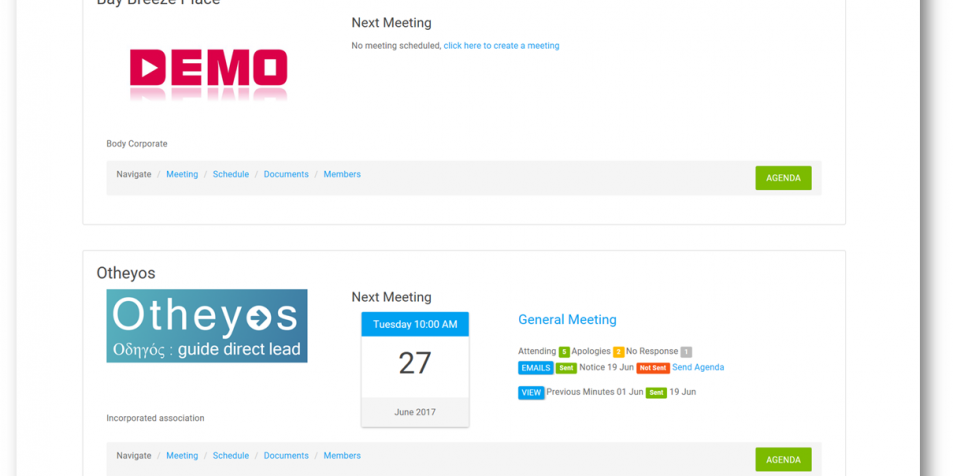 Bay Breeze Place
Next Meeting
No meeting scheduled, click here to create a meeting
DEMO
Body Corporate
Navigate / Meeting / Schedule / Documents / Members
AGENDA
Otheyos
Next Meeting
Otheyos
Οδηγός : guide direct lead
Tuesday 10:00 AM
27
June 2017
General Meeting
Attending 5 Apologies 2 No Response 1
EMAILS Sent Notice 19 Jun Not Sent Send Agenda
VIEW Previous Minutes 01 Jun Sent 19 Jun
Incorporated association
Navigate / Meeting / Schedule / Documents / Members
AGENDA